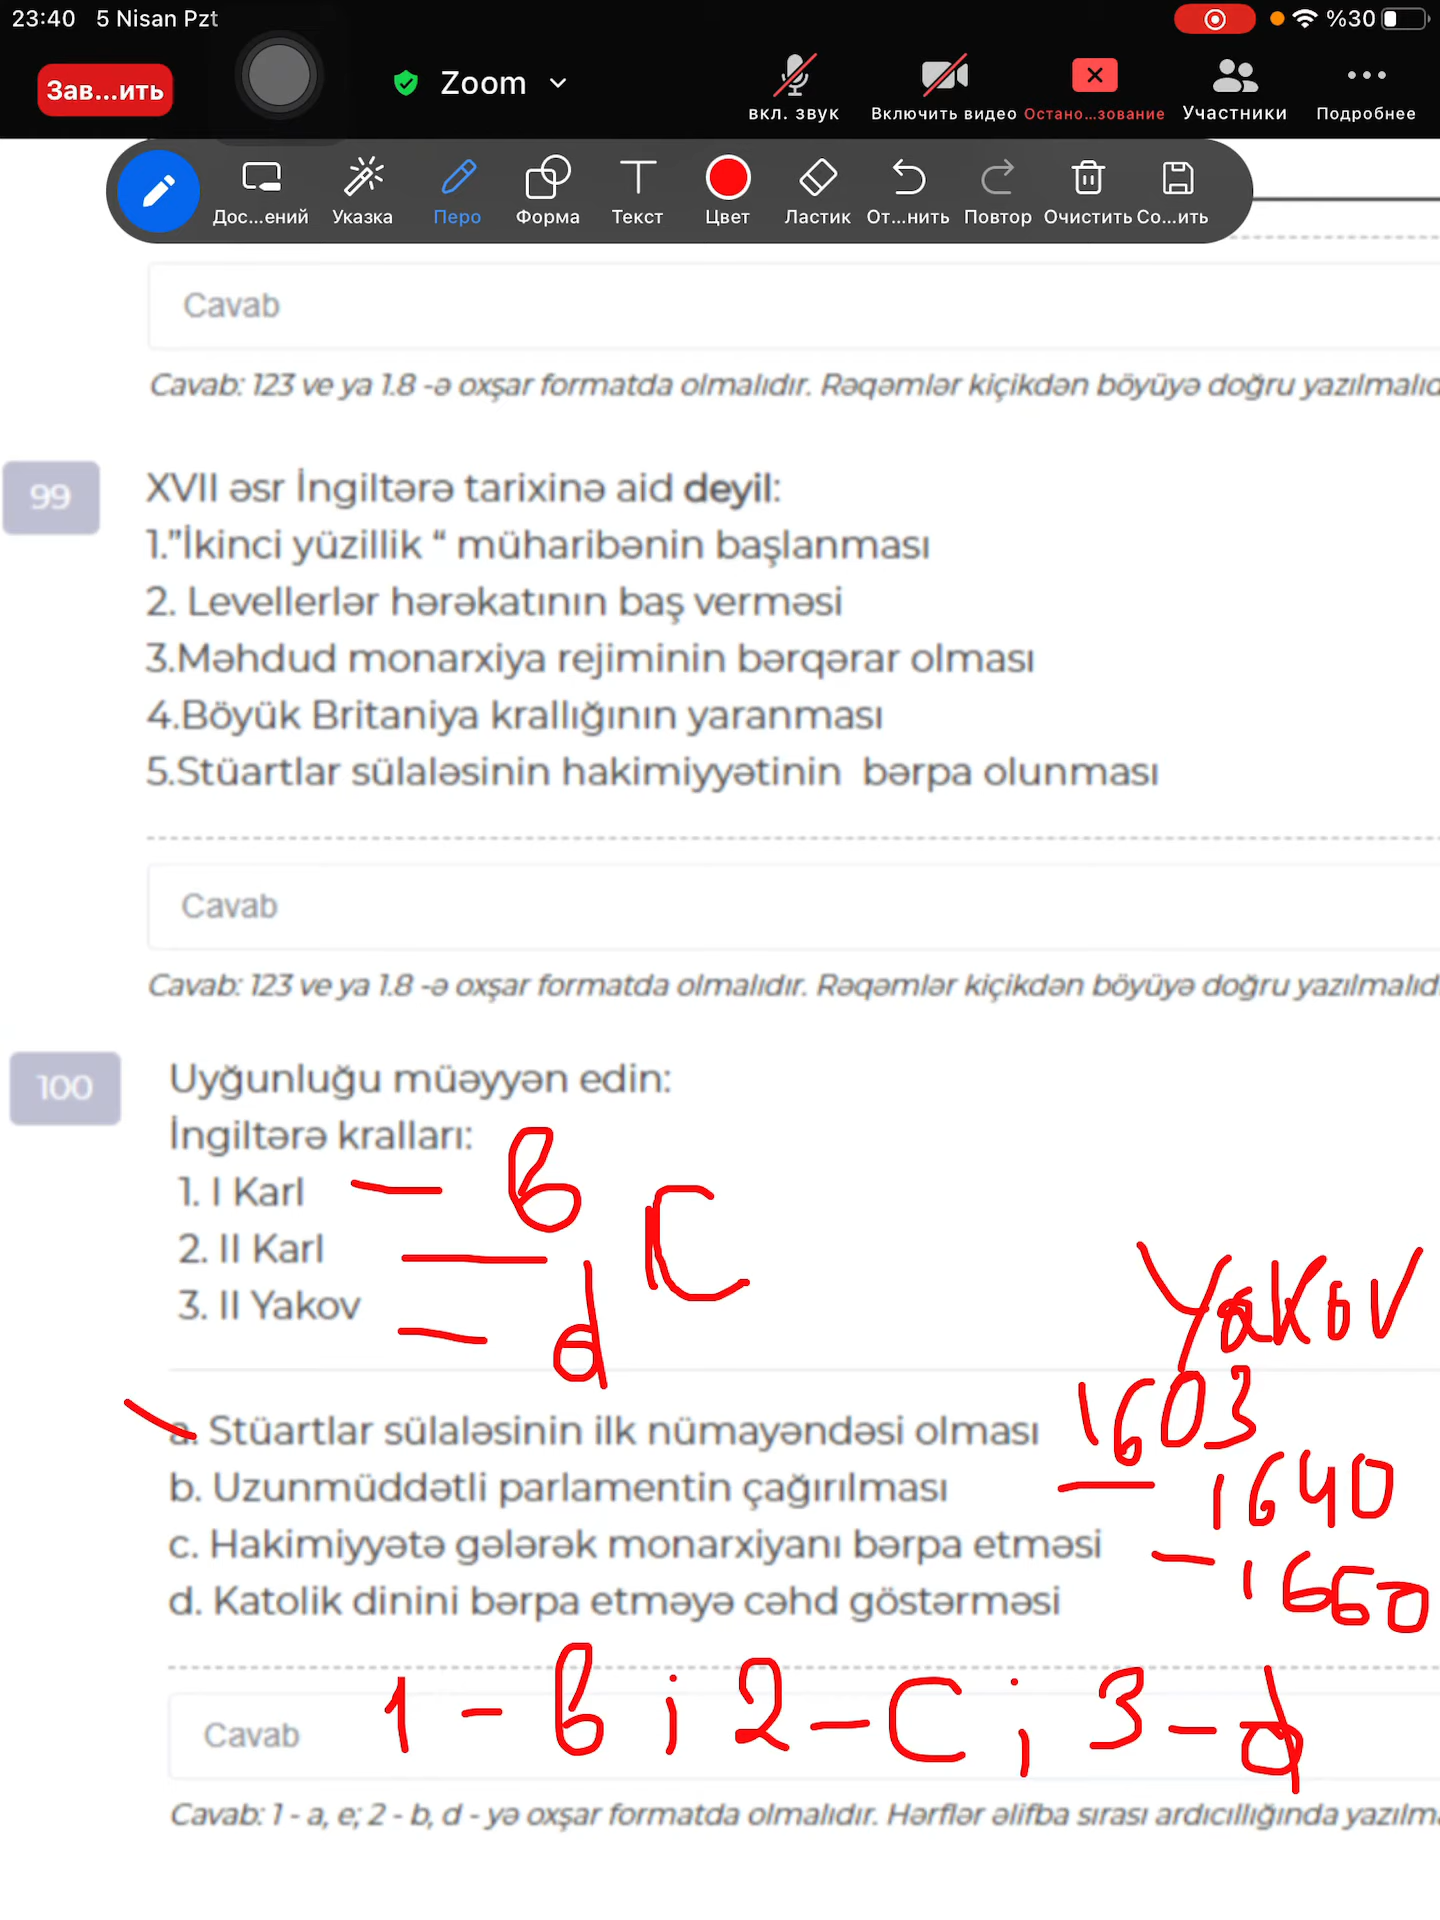 23:40 5 Nisan Pzt %30
Зав...ить Zoom вкл. звук Включить видео Остано...зование Участники Подробнее
Дос...ений Указка Перо Форма Текст Цвет Ластик От...нить Повтор Очистить Со...ить
Cavab
Cavab: 123 ve ya 1.8 -ə oxşar formatda olmalıdır. Rəqəmlər kiçikdən böyüyə doğru yazılmalıd
99 XVII əsr İngiltərə tarixinə aid deyil:
1.”İkinci yüzillik “ müharibənin başlanması
2. Levellerlər hərəkatının baş verməsi
3.Məhdud monarxiya rejiminin bərqərar olması
4.Böyük Britaniya krallığının yaranması
5.Stüartlar sülaləsinin hakimiyyətinin bərpa olunması
Cavab
Cavab: 123 ve ya 1.8 -ə oxşar formatda olmalıdır. Rəqəmlər kiçikdən böyüyə doğru yazılmalıd
100 Uyğunluğu müəyyən edin:
İngiltərə kralları:
1. I Karl — b
2. II Karl — c
3. II Yakov — d
Yakov
a. Stüartlar sülaləsinin ilk nümayəndəsi olması 1603
b. Uzunmüddətli parlamentin çağırılması — 1640
c. Hakimiyyətə gələrək monarxiyanı bərpa etməsi — 1660
d. Katolik dinini bərpa etməyə cəhd göstərməsi
Cavab 1 - b ; 2 - c ; 3 - d
Cavab: 1 - a, e; 2 - b, d - yə oxşar formatda olmalıdır. Hərflər əlifba sırası ardıcıllığında yazılma